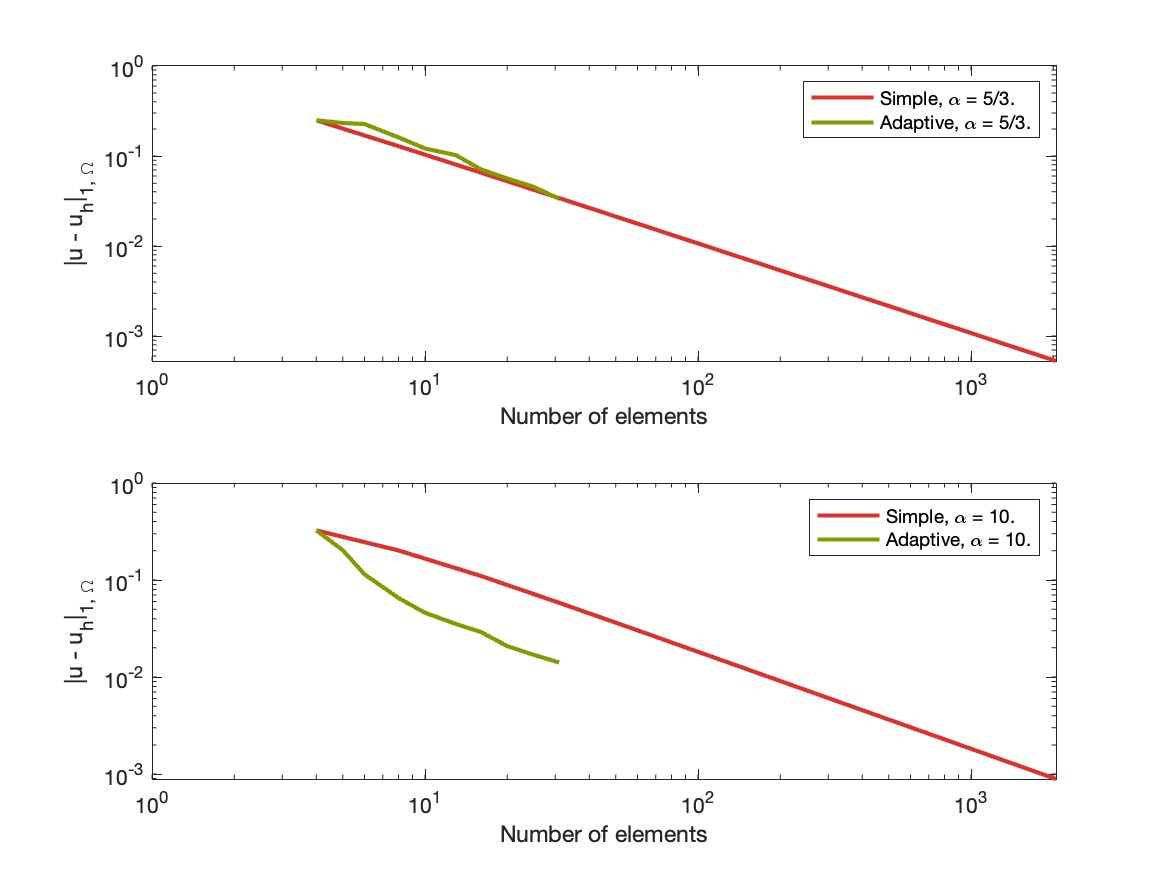 10^0
10^-1
10^-2
10^-3
|u - u_h|_1, Ω
Simple, α = 5/3.
Adaptive, α = 5/3.
10^0 10^1 10^2 10^3
Number of elements
10^0
10^-1
10^-2
10^-3
|u - u_h|_1, Ω
Simple, α = 10.
Adaptive, α = 10.
10^0 10^1 10^2 10^3
Number of elements